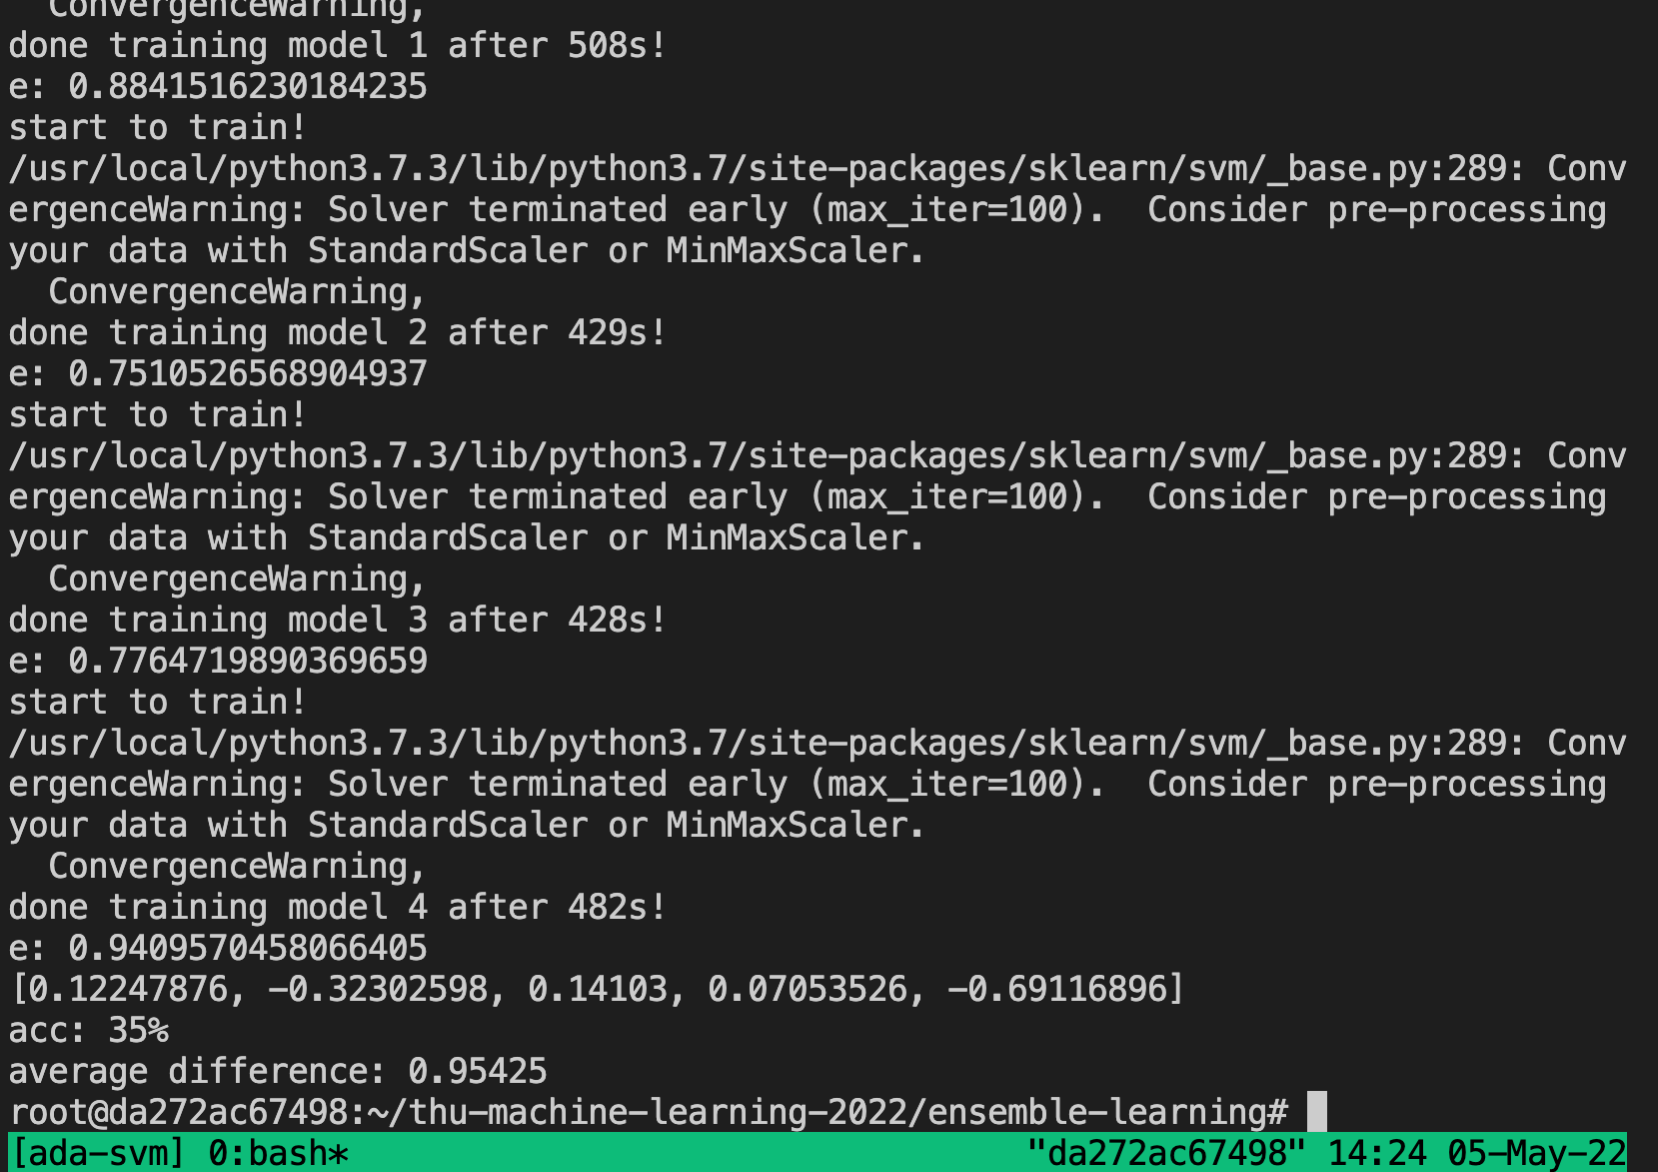 ConvergenceWarning,
done training model 1 after 508s!
e: 0.8841516230184235
start to train!
/usr/local/python3.7.3/lib/python3.7/site-packages/sklearn/svm/_base.py:289: Conv
ergenceWarning: Solver terminated early (max_iter=100).  Consider pre-processing
your data with StandardScaler or MinMaxScaler.
  ConvergenceWarning,
done training model 2 after 429s!
e: 0.7510526568904937
start to train!
/usr/local/python3.7.3/lib/python3.7/site-packages/sklearn/svm/_base.py:289: Conv
ergenceWarning: Solver terminated early (max_iter=100).  Consider pre-processing
your data with StandardScaler or MinMaxScaler.
  ConvergenceWarning,
done training model 3 after 428s!
e: 0.7764719890369659
start to train!
/usr/local/python3.7.3/lib/python3.7/site-packages/sklearn/svm/_base.py:289: Conv
ergenceWarning: Solver terminated early (max_iter=100).  Consider pre-processing
your data with StandardScaler or MinMaxScaler.
  ConvergenceWarning,
done training model 4 after 482s!
e: 0.9409570458066405
[0.12247876, -0.32302598, 0.14103, 0.07053526, -0.69116896]
acc: 35%
average difference: 0.95425
root@da272ac67498:~/thu-machine-learning-2022/ensemble-learning#
[ada-svm] 0:bash* "da272ac67498" 14:24 05-May-22